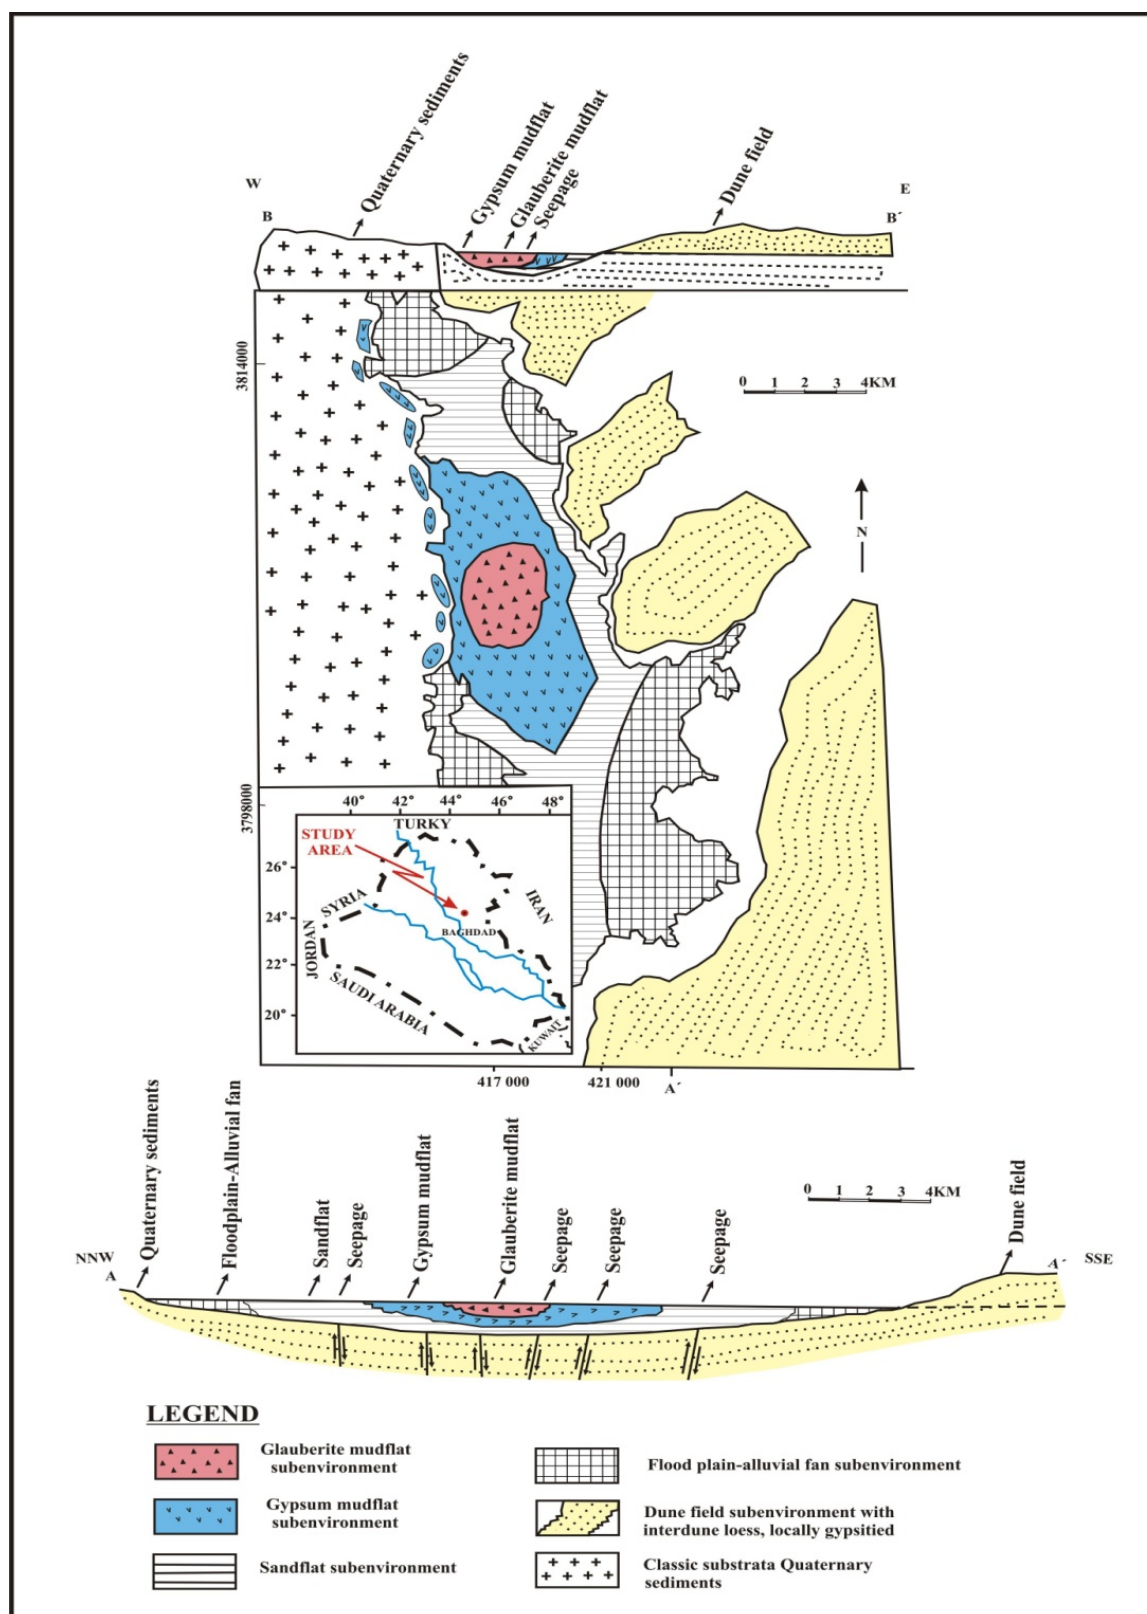 Quaternary sediments
Gypsum mudflat
Glauberite mudflat
Seepage
Dune field
W
E
B
B´
3814000
0 1 2 3 4KM
N
3798000
40° 42° 44° 46° 48°
TURKY
STUDY
AREA
26°
24°
22°
20°
SYRIA
IRAN
JORDAN
BAGHDAD
SAUDI ARABIA
KUWAIT
417 000
421 000
A´
Quaternary sediments
Floodplain-Alluvial fan
Sandflat
Seepage
Gypsum mudflat
Glauberite mudflat
Seepage
Seepage
Seepage
Dune field
0 1 2 3 4KM
NNW
A
A´
SSE
LEGEND
Glauberite mudflat
subenvironment
Gypsum mudflat
subenvironment
Sandflat subenvironment
Flood plain-alluvial fan subenvironment
Dune field subenvironment with
interdune loess, locally gypsitied
Classic substrata Quaternary
sediments